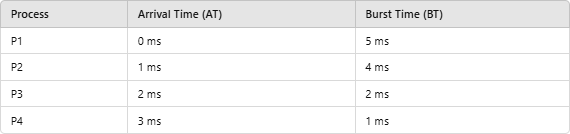 Process Arrival Time (AT) Burst Time (BT)
P1 0 ms 5 ms
P2 1 ms 4 ms
P3 2 ms 2 ms
P4 3 ms 1 ms